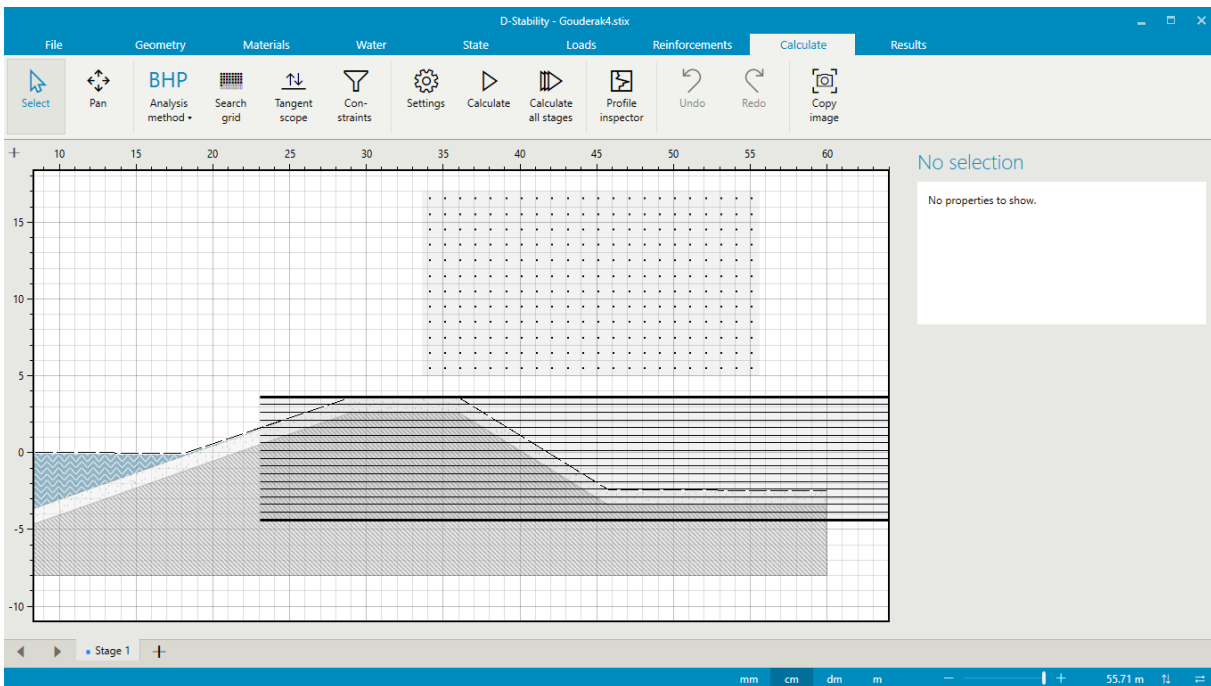 D-Stability - Gouderak4.stix
File Geometry Materials Water State Loads Reinforcements Calculate Results
Select Pan BHP Analysis method Search grid Tangent scope Con-straints Settings Calculate Calculate all stages Profile inspector Undo Redo Copy image
10 15 20 25 30 35 40 45 50 55 60
No selection
No properties to show.
15
10
5
0
-5
-10
Stage 1
mm cm dm m 55.71 m